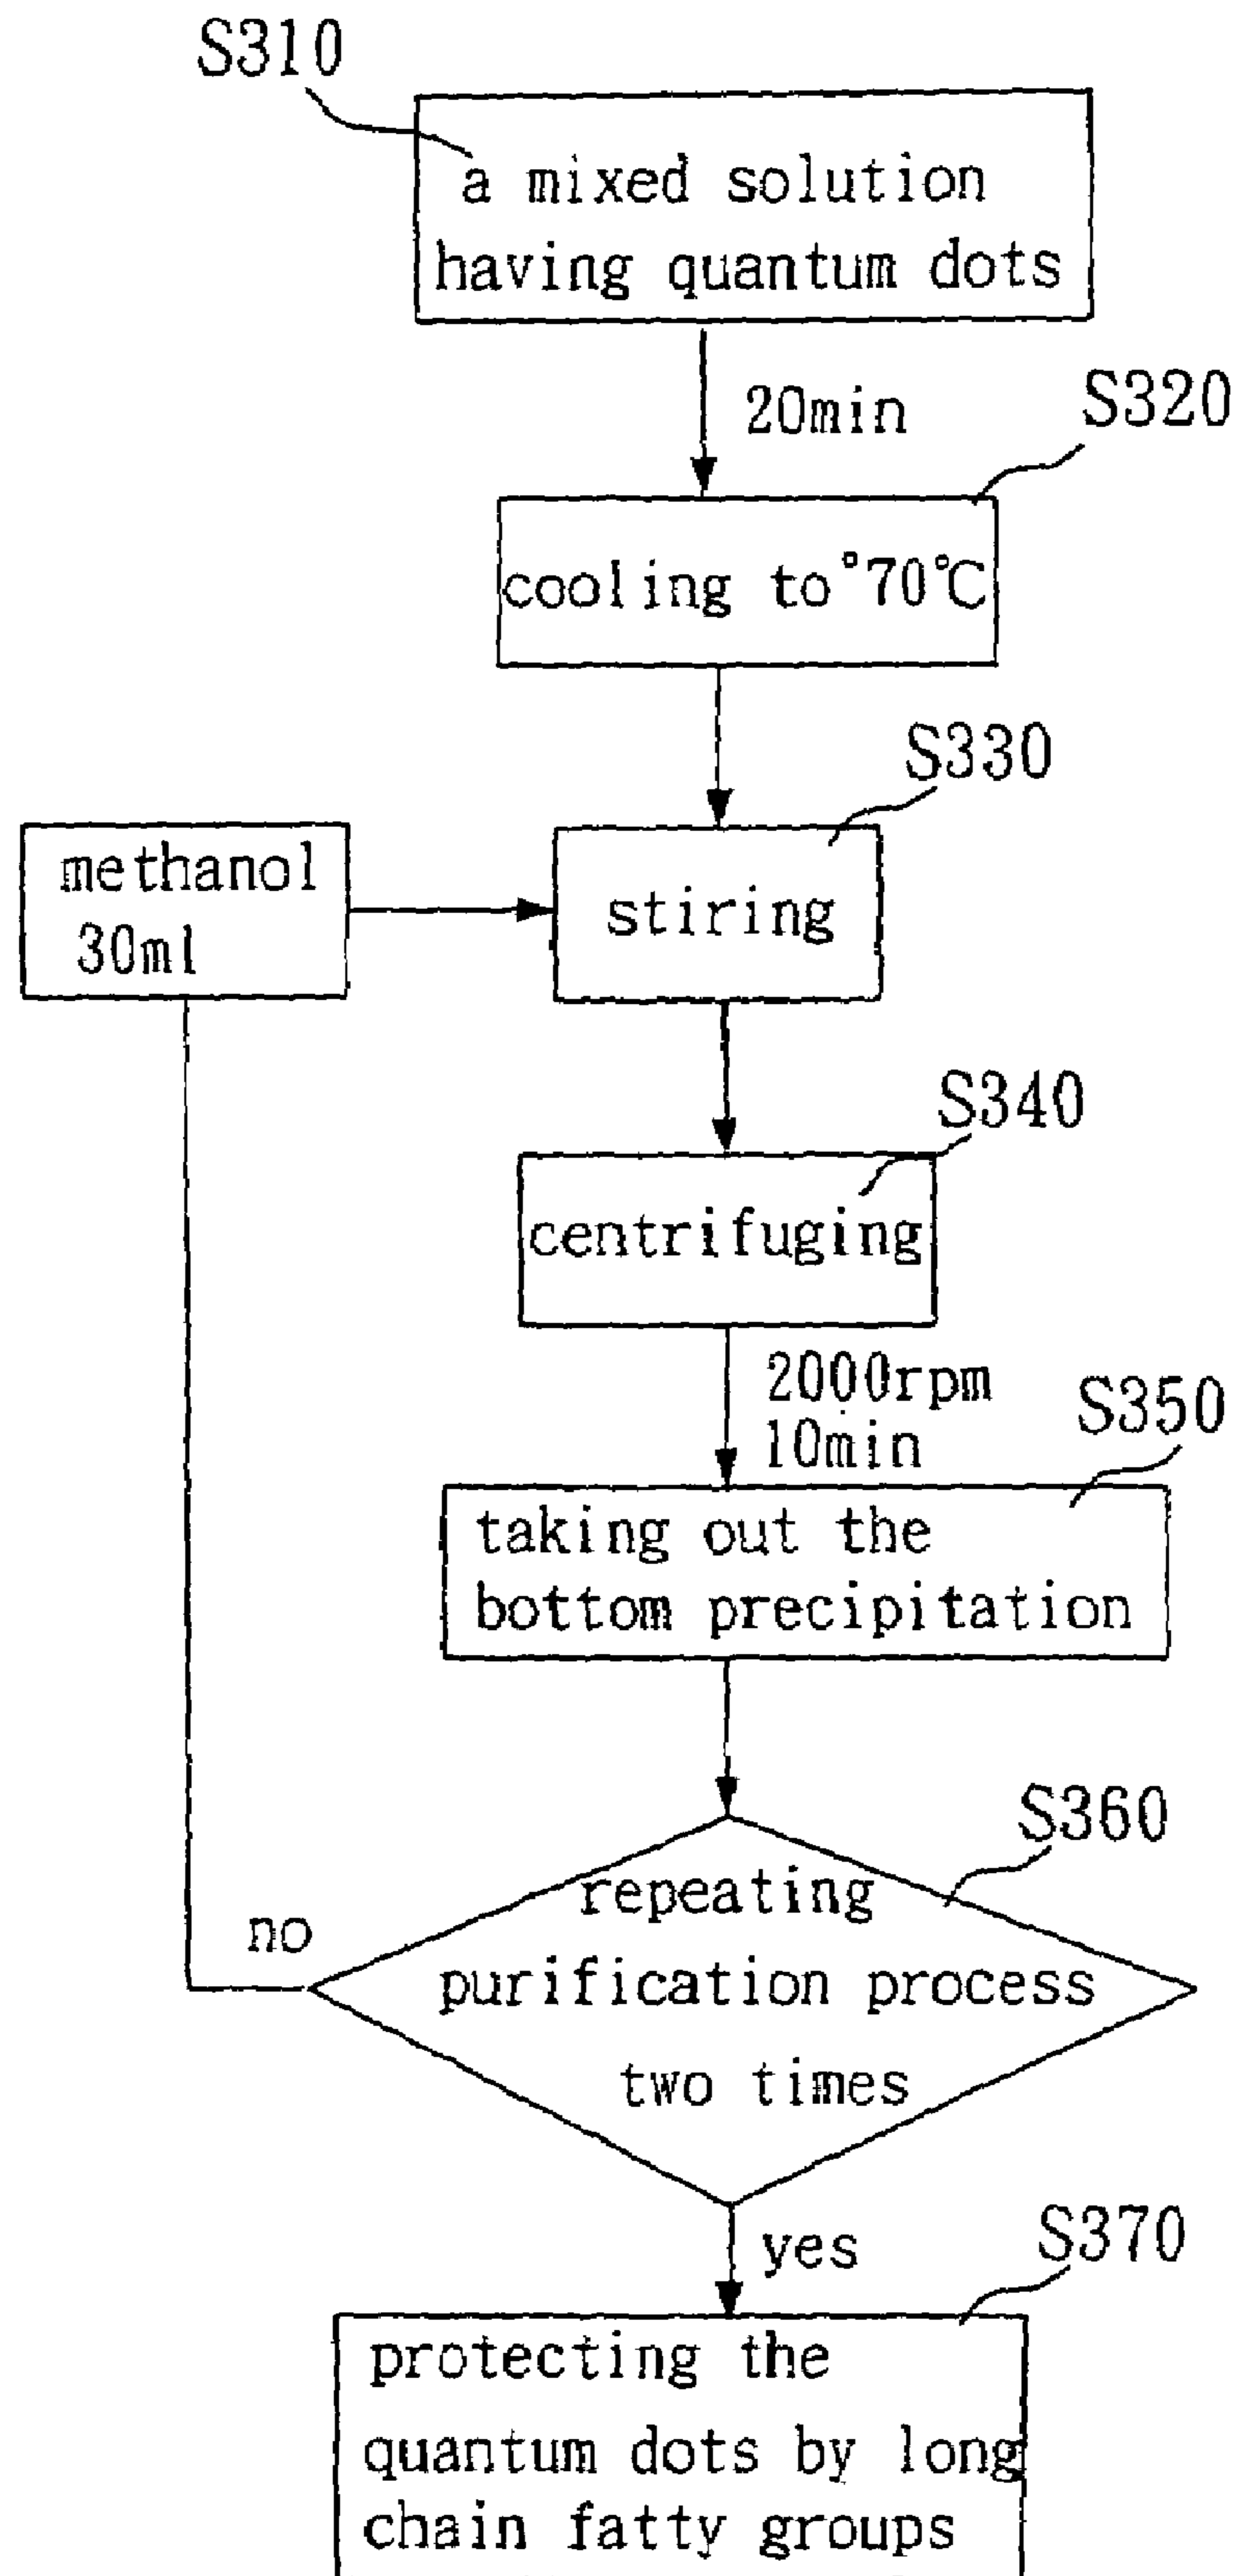 S310
a mixed solution
having quantum dots
20min
S320
cooling to°70℃
S330
methanol
30ml
stiring
S340
centrifuging
2000rpm
10min
S350
taking out the
bottom precipitation
S360
repeating
purification process
two times
no
yes
S370
protecting the
quantum dots by long
chain fatty groups